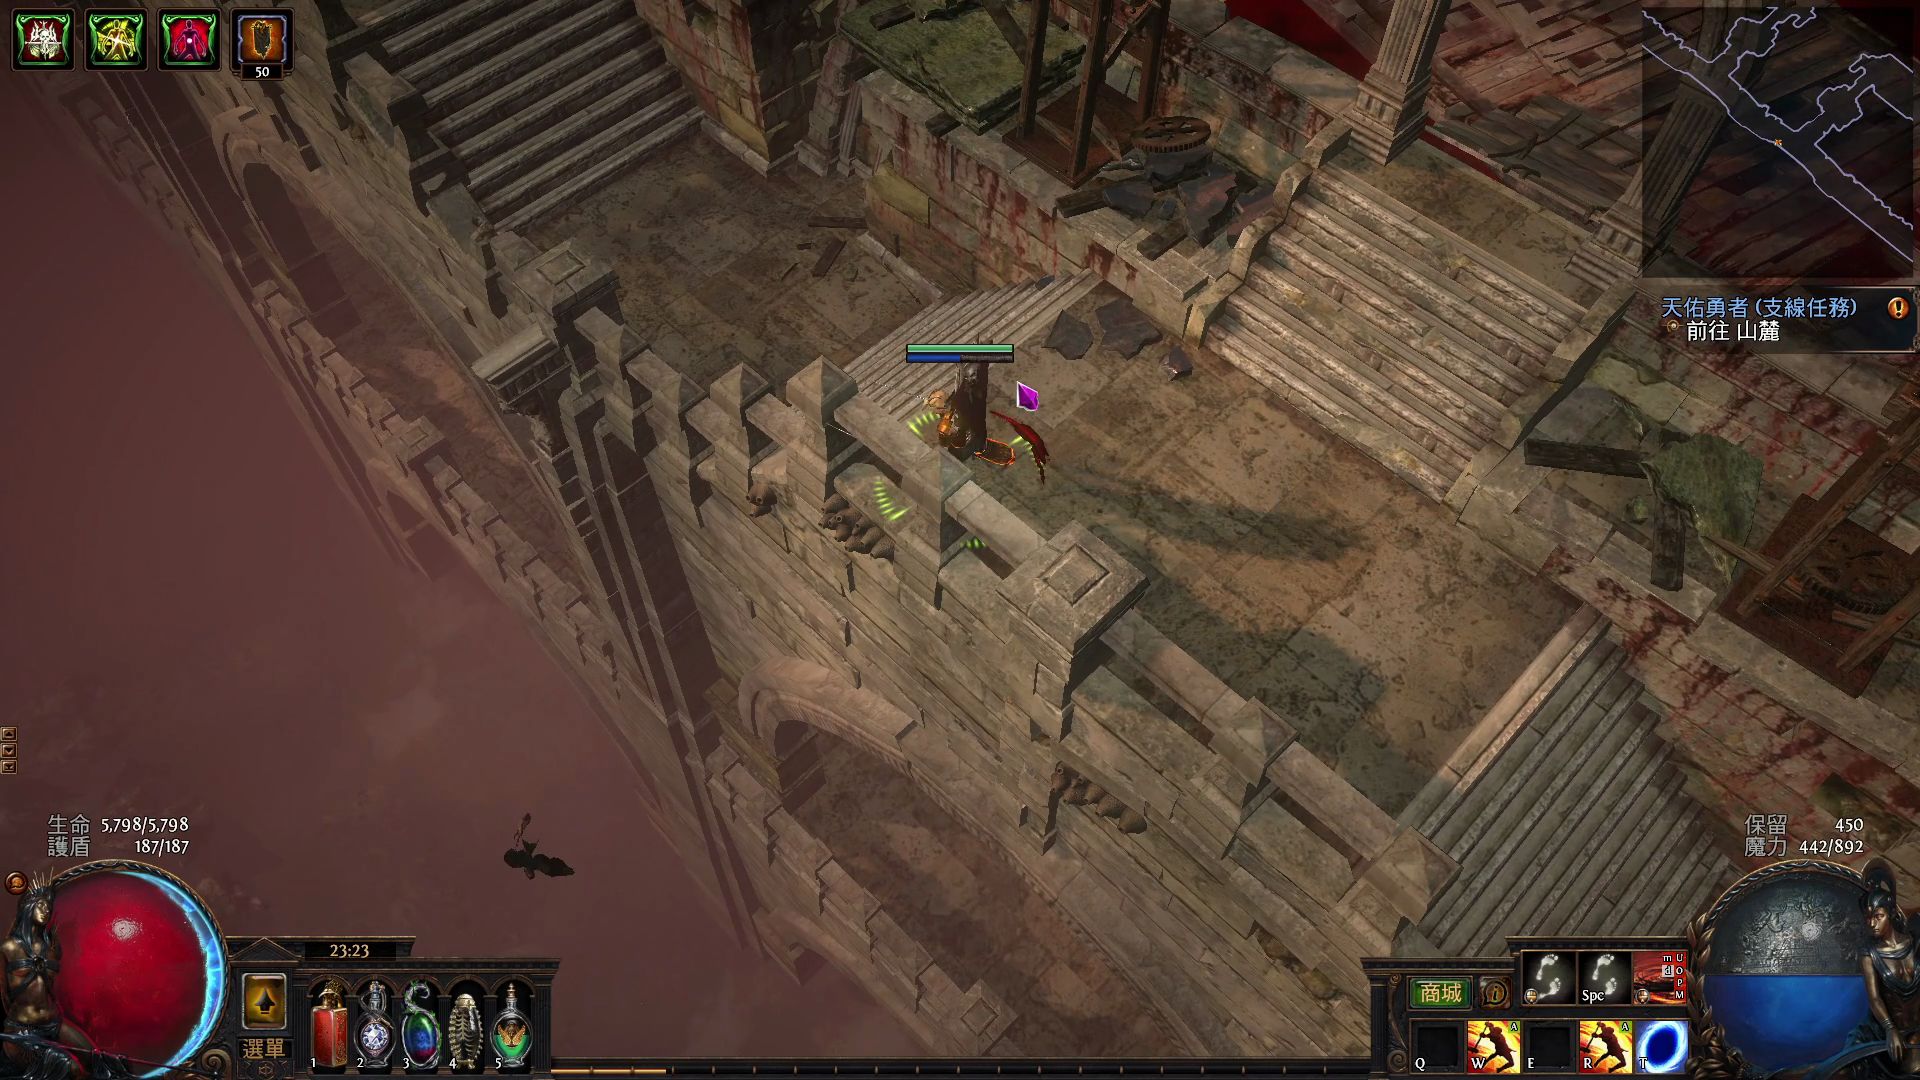 50
天佑勇者 (支線任務)
前往 山麓
生命 5,798/5,798
護盾 187/187
保留 450
魔力 442/892
23:23
選單
1 2 3 4 5
商城
Spc
m U
d O
P
M
Q W E R T
A A